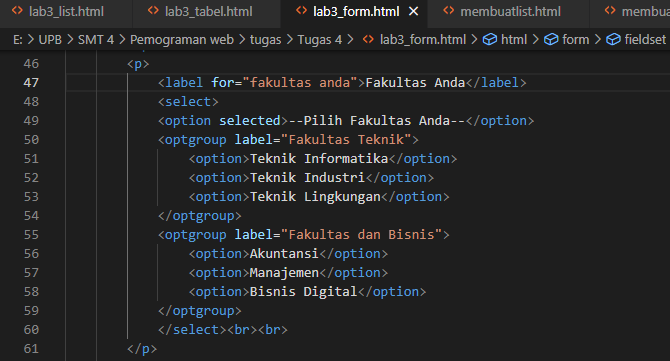 lab3_list.html lab3_tabel.html lab3_form.html membuatlist.html membua
E: > UPB > SMT 4 > Pemograman web > tugas > Tugas 4 > lab3_form.html > html > form > fieldset
46 <p>
47 <label for="fakultas anda">Fakultas Anda</label>
48 <select>
49 <option selected>--Pilih Fakultas Anda--</option>
50 <optgroup label="Fakultas Teknik">
51 <option>Teknik Informatika</option>
52 <option>Teknik Industri</option>
53 <option>Teknik Lingkungan</option>
54 </optgroup>
55 <optgroup label="Fakultas dan Bisnis">
56 <option>Akuntansi</option>
57 <option>Manajemen</option>
58 <option>Bisnis Digital</option>
59 </optgroup>
60 </select><br><br>
61 </p>